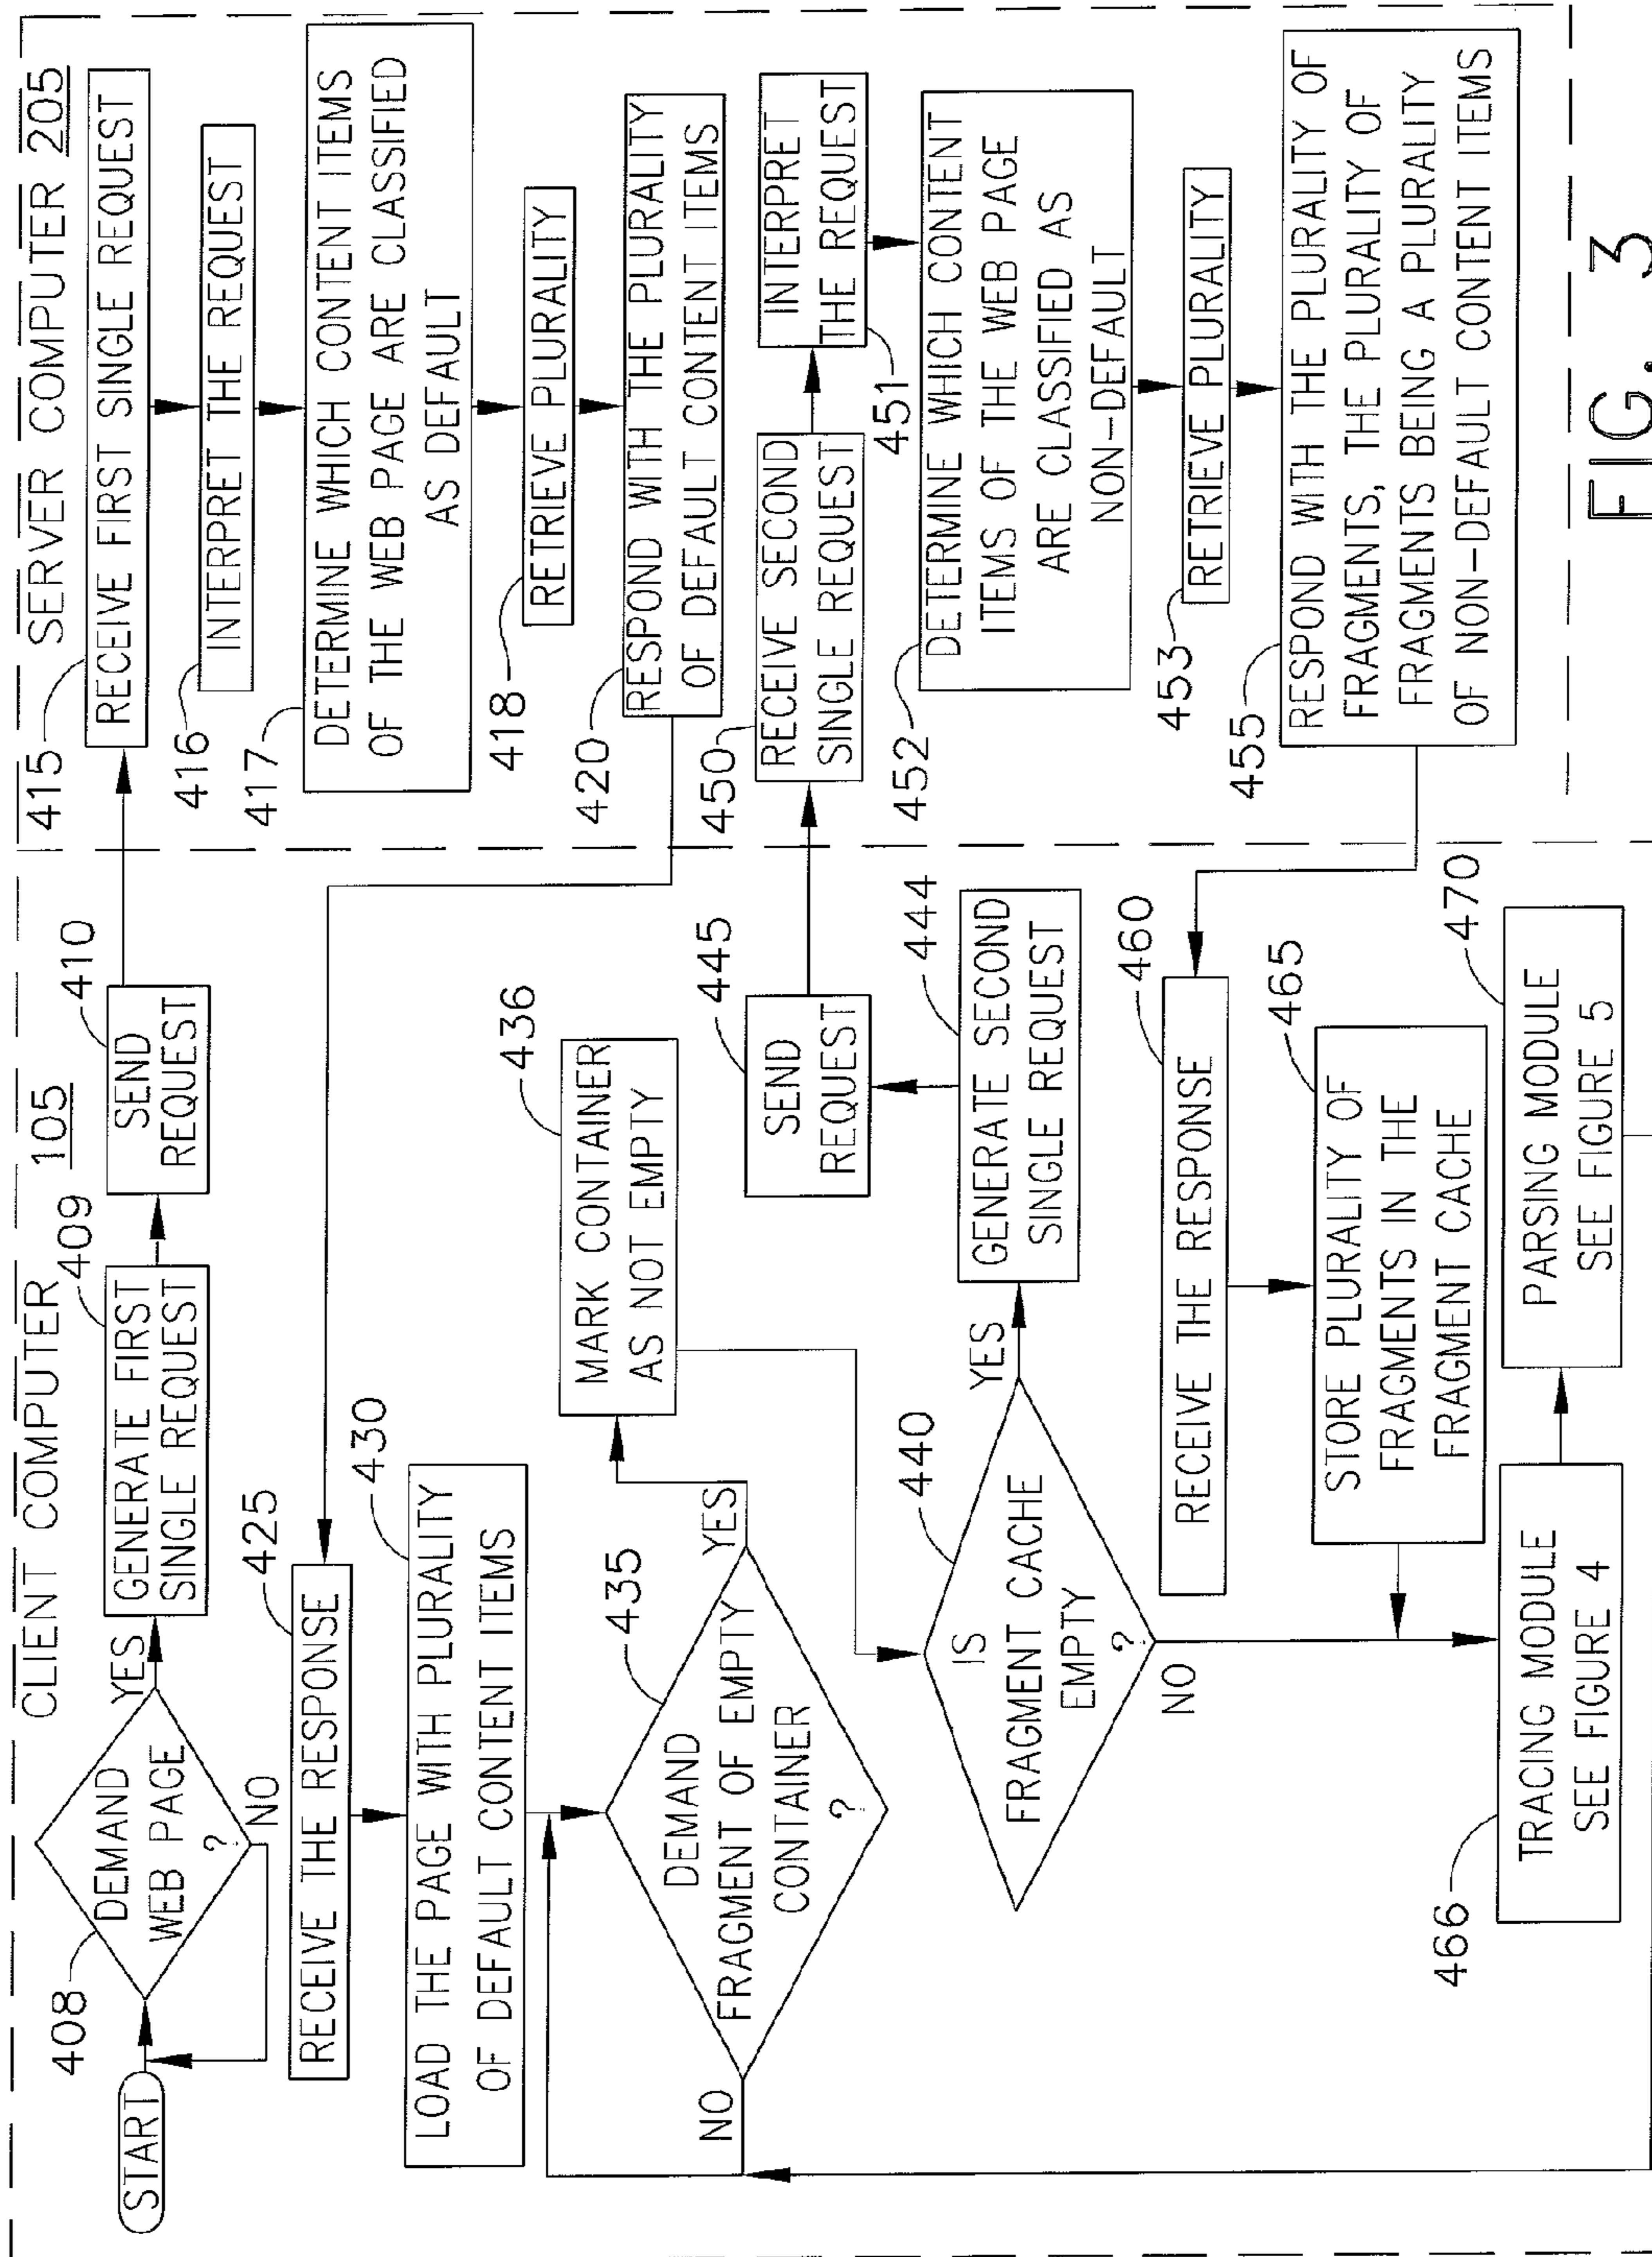 CLIENT COMPUTER 105
START
408
DEMAND
WEB PAGE
?
YES
NO
409
GENERATE FIRST
SINGLE REQUEST
410
SEND
REQUEST
425
RECEIVE THE RESPONSE
430
LOAD THE PAGE WITH PLURALITY
OF DEFAULT CONTENT ITEMS
435
DEMAND
FRAGMENT OF EMPTY
CONTAINER
?
YES
NO
436
MARK CONTAINER
AS NOT EMPTY
440
IS
FRAGMENT CACHE
EMPTY
?
YES
NO
444
GENERATE SECOND
SINGLE REQUEST
445
SEND
REQUEST
460
RECEIVE THE RESPONSE
465
STORE PLURALITY OF
FRAGMENTS IN THE
FRAGMENT CACHE
466
TRACING MODULE
SEE FIGURE 4
470
PARSING MODULE
SEE FIGURE 5
SERVER COMPUTER 205
415
RECEIVE FIRST SINGLE REQUEST
416
INTERPRET THE REQUEST
417
DETERMINE WHICH CONTENT ITEMS
OF THE WEB PAGE ARE CLASSIFIED
AS DEFAULT
418
RETRIEVE PLURALITY
420
RESPOND WITH THE PLURALITY
OF DEFAULT CONTENT ITEMS
450
RECEIVE SECOND
SINGLE REQUEST
451
INTERPRET
THE REQUEST
452
DETERMINE WHICH CONTENT
ITEMS OF THE WEB PAGE
ARE CLASSIFIED AS
NON-DEFAULT
453
RETRIEVE PLURALITY
455
RESPOND WITH THE PLURALITY OF
FRAGMENTS, THE PLURALITY OF
FRAGMENTS BEING A PLURALITY
OF NON-DEFAULT CONTENT ITEMS
FIG. 3